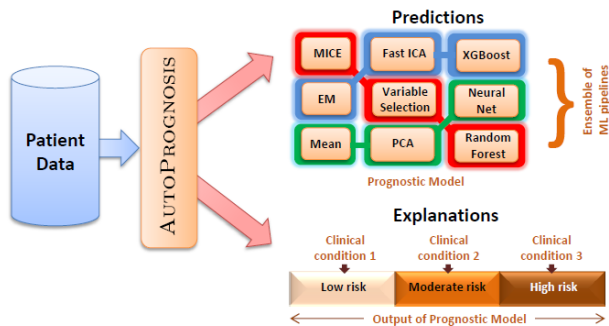 Patient
Data
AUTOPROGNOSIS
Predictions
MICE
Fast ICA
XGBoost
EM
Variable
Selection
Neural
Net
Mean
PCA
Random
Forest
Prognostic Model
Ensemble of
ML pipelines
Explanations
Clinical
condition 1
Clinical
condition 2
Clinical
condition 3
Low risk
Moderate risk
High risk
Output of Prognostic Model